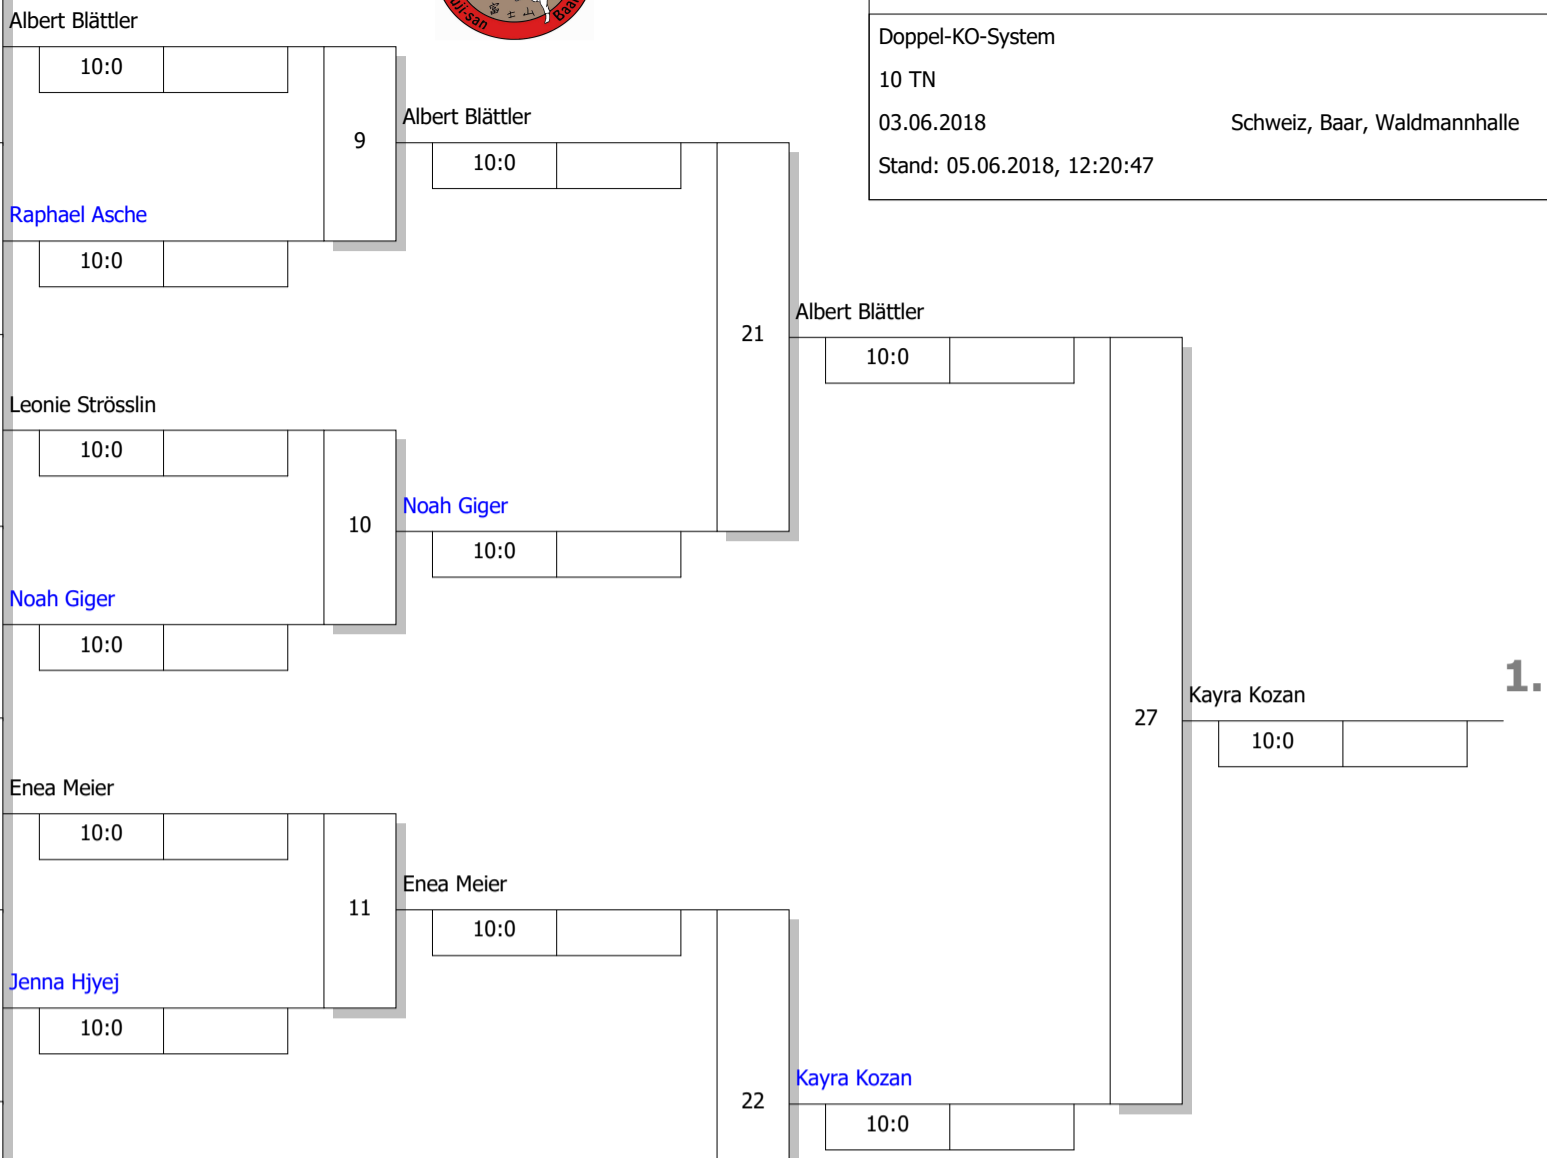 Albert Blättler
10:0
9
Raphael Asche
10:0
Albert Blättler
10:0
21
Leonie Strösslin
10:0
10
Noah Giger
10:0
Noah Giger
10:0
Albert Blättler
10:0
27
Kayra Kozan
10:0
1.
Enea Meier
10:0
11
Jenna Hjyej
10:0
Enea Meier
10:0
22
Kayra Kozan
10:0
Doppel-KO-System
10 TN
03.06.2018 Schweiz, Baar, Waldmannhalle
Stand: 05.06.2018, 12:20:47